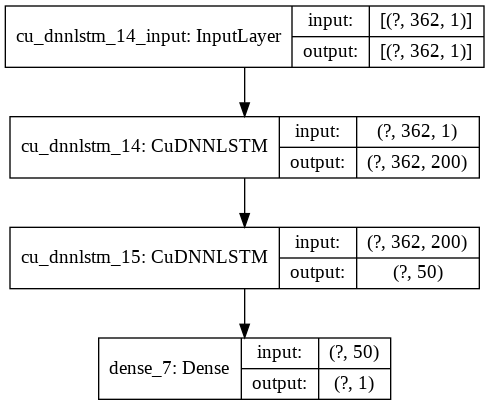 cu_dnnlstm_14_input: InputLayer
input: [(?, 362, 1)]
output: [(?, 362, 1)]
cu_dnnlstm_14: CuDNNLSTM
input: (?, 362, 1)
output: (?, 362, 200)
cu_dnnlstm_15: CuDNNLSTM
input: (?, 362, 200)
output: (?, 50)
dense_7: Dense
input: (?, 50)
output: (?, 1)